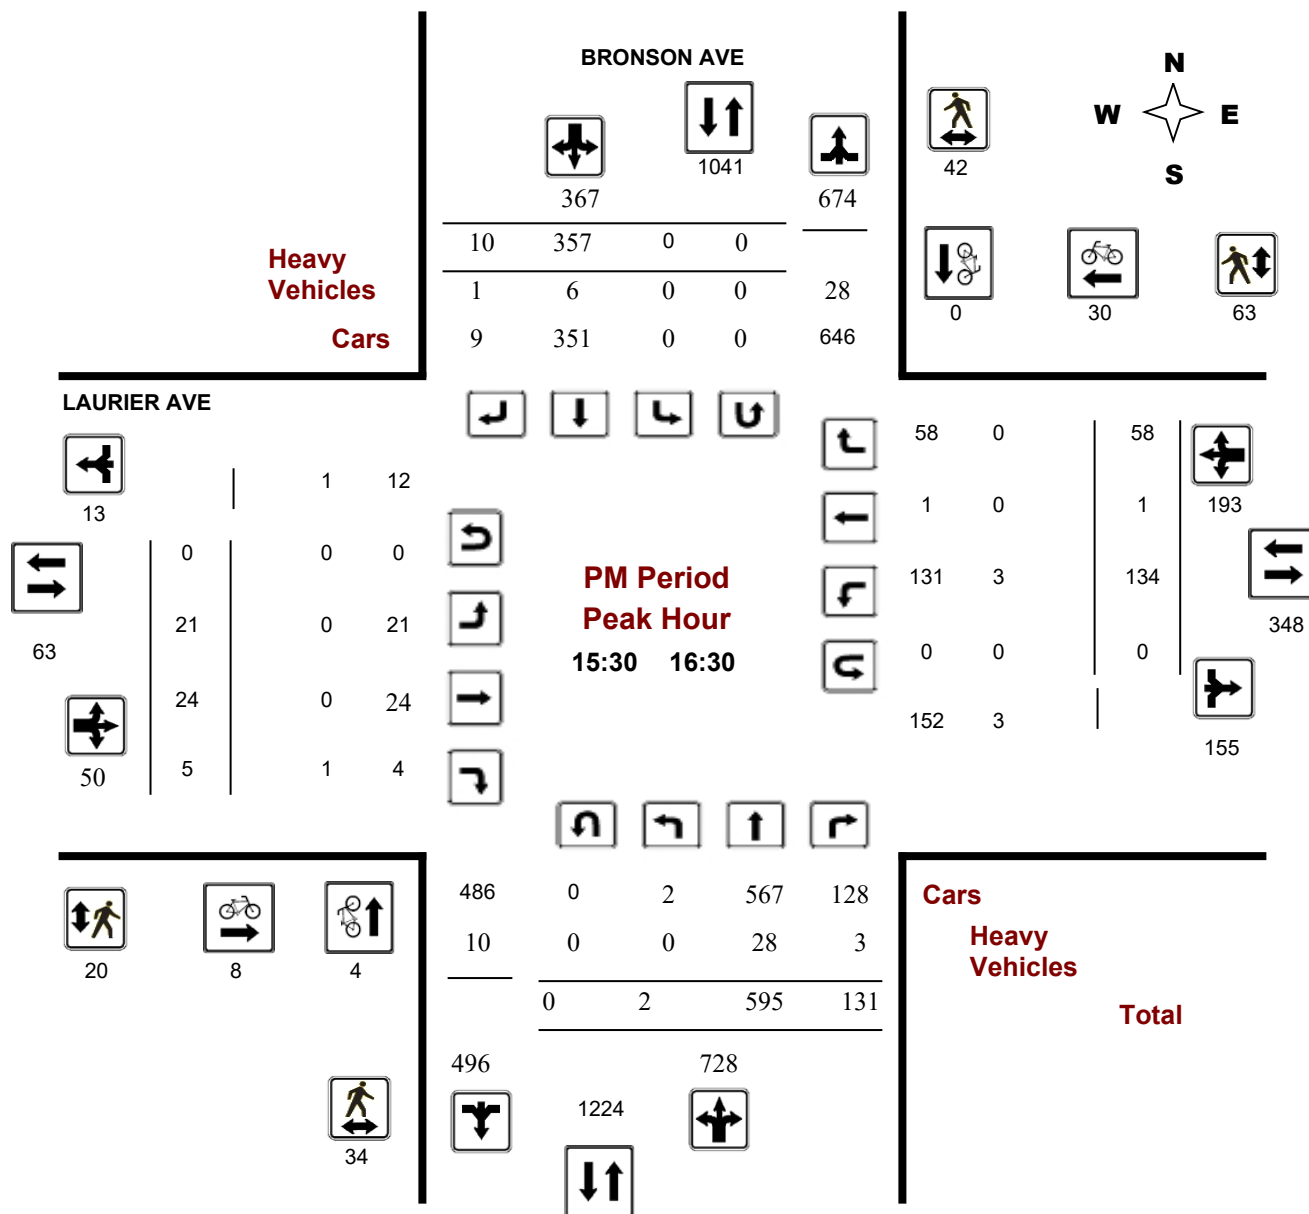 BRONSON AVE
N
W E
S
1041
42
367 674
10 357 0 0
Heavy
Vehicles
1 6 0 0 28
0 30 63
Cars
9 351 0 0 646
LAURIER AVE
58 0 58
1 12
13
1 0 1 193
0 0 0
PM Period
131 3 134
Peak Hour
21 0 21
348
63
15:30 16:30
0 0 0
24 0 24
152 3
155
50
5 1 4
486 0 2 567 128
Cars
10 0 0 28 3
Heavy
Vehicles
20 8 4
0 2 595 131
Total
496 728
1224
34